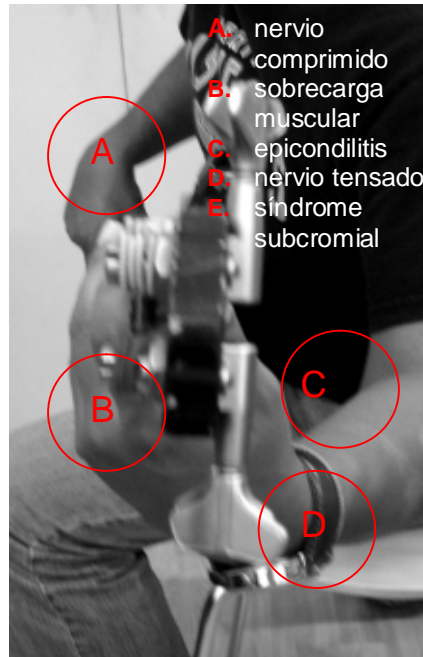 A. nervio
comprimido
B. sobrecarga
muscular
C. epicondilitis
D. nervio tensado
E. síndrome
subcromial
A
C
B
D